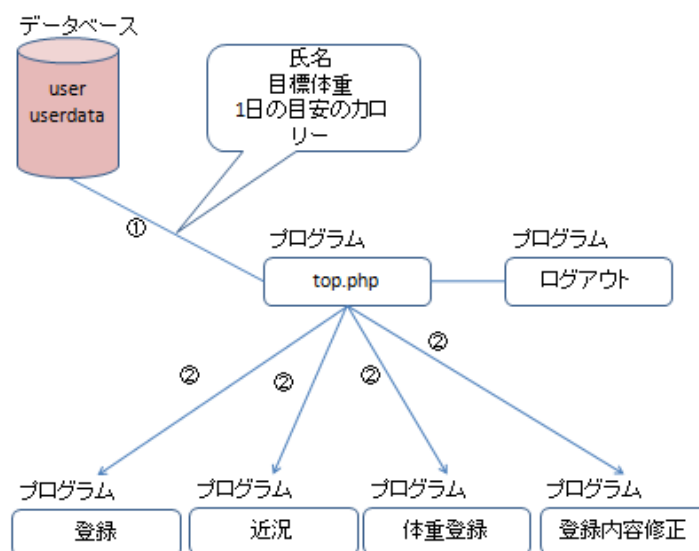 データベース
user
userdata
氏名
目標体重
1日の目安のカロ
リー
①
プログラム
top.php
プログラム
ログアウト
②
②
②
②
プログラム
登録
プログラム
近況
プログラム
体重登録
プログラム
登録内容修正